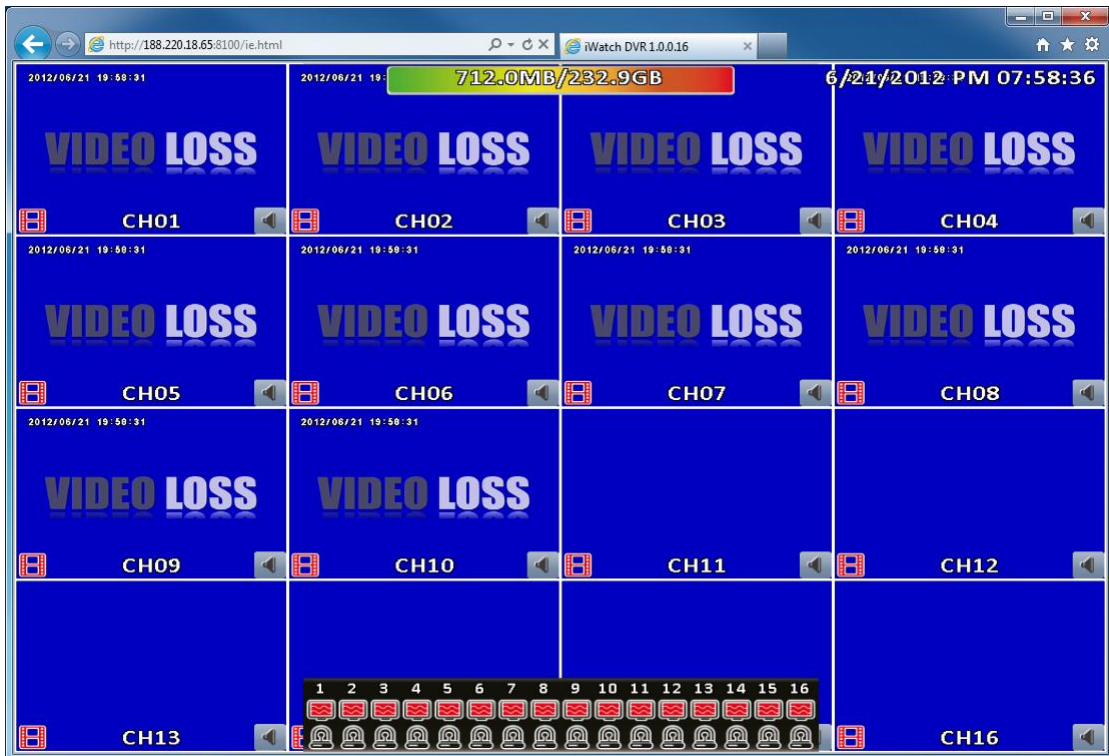 http://188.220.18.65:8100/ie.html
iWatch DVR 1.0.0.16
2012/06/21 19:58:31
2012/06/21 19:
712.0MB/232.9GB
6/21/2012 PM 07:58:36
VIDEO LOSS
VIDEO LOSS
VIDEO LOSS
VIDEO LOSS
CH01
CH02
CH03
CH04
2012/06/21 19:58:31
2012/06/21 19:58:31
2012/06/21 19:58:31
2012/06/21 19:58:31
VIDEO LOSS
VIDEO LOSS
VIDEO LOSS
VIDEO LOSS
CH05
CH06
CH07
CH08
2012/06/21 19:58:31
2012/06/21 19:58:31
VIDEO LOSS
VIDEO LOSS
CH09
CH10
CH11
CH12
1 2 3 4 5 6 7 8 9 10 11 12 13 14 15 16
CH13
CH16